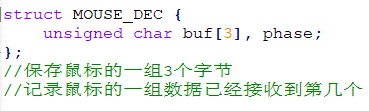 struct MOUSE_DEC {
    unsigned char buf[3], phase;
};
//保存鼠标的一组3个字节
//记录鼠标的一组数据已经接收到第几个